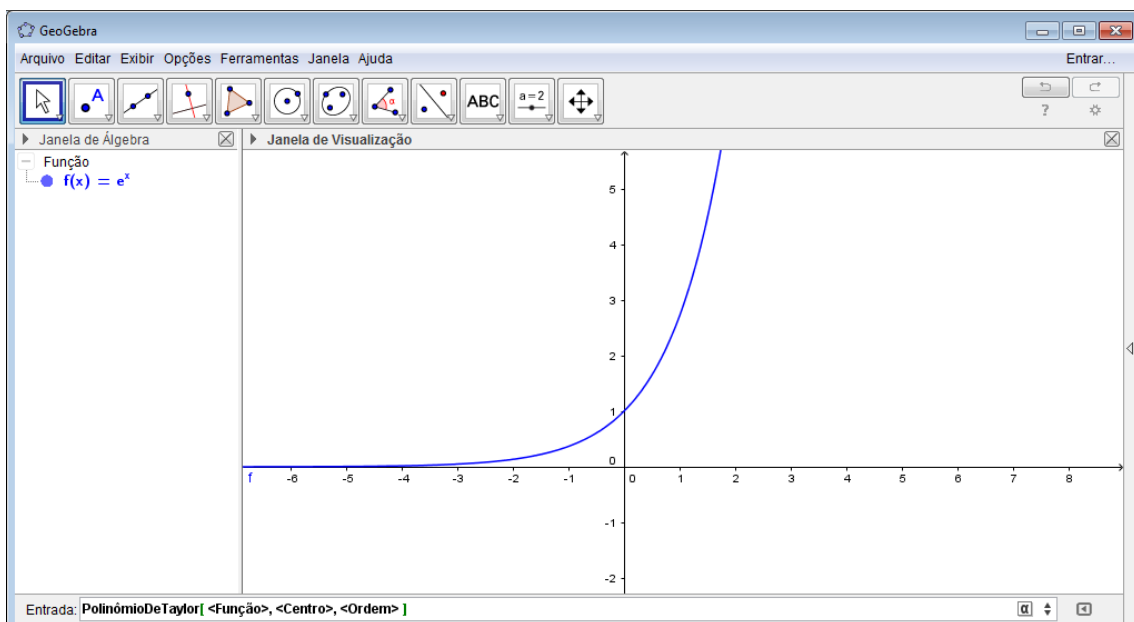 GeoGebra
Arquivo Editar Exibir Opções Ferramentas Janela Ajuda Entrar...
A α ABC a=2 ?
Janela de Álgebra
Janela de Visualização
Função
f(x) = eˣ
5
4
3
2
1
0
f -6 -5 -4 -3 -2 -1 0 1 2 3 4 5 6 7 8
-1
-2
Entrada: PolinômioDeTaylor[ <Função>, <Centro>, <Ordem> ] α